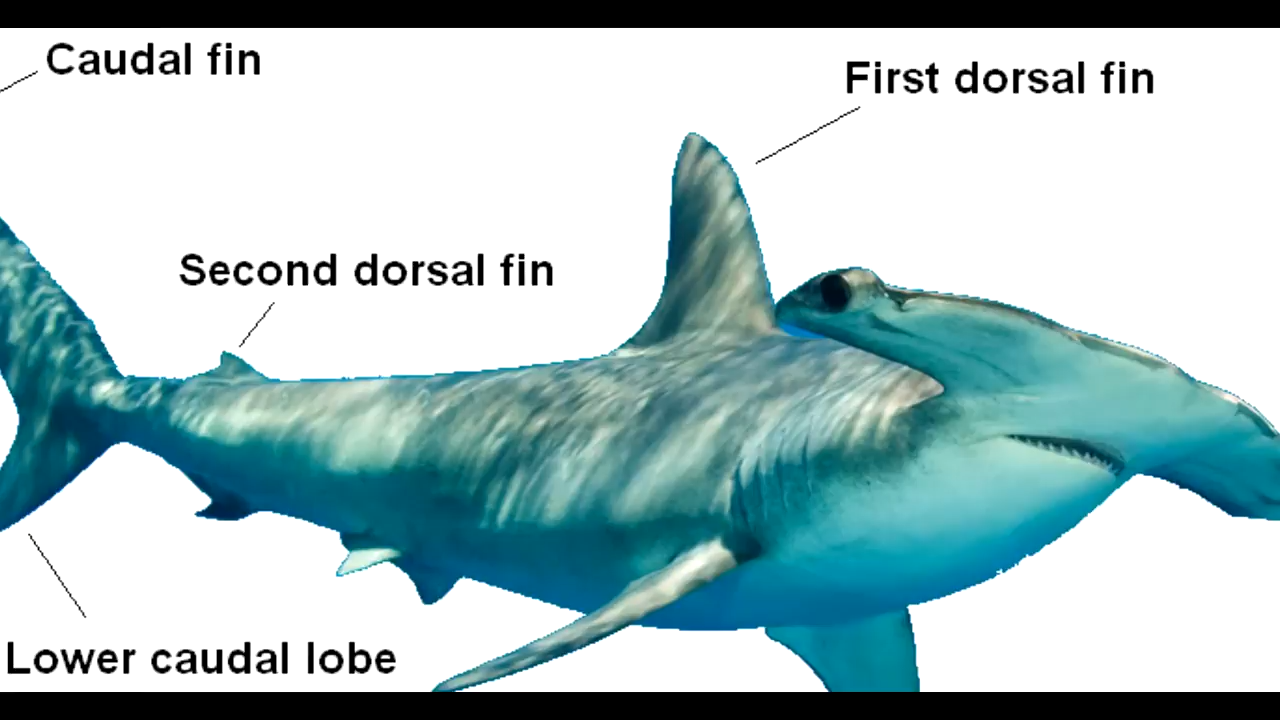 Caudal fin
First dorsal fin
Second dorsal fin
Lower caudal lobe